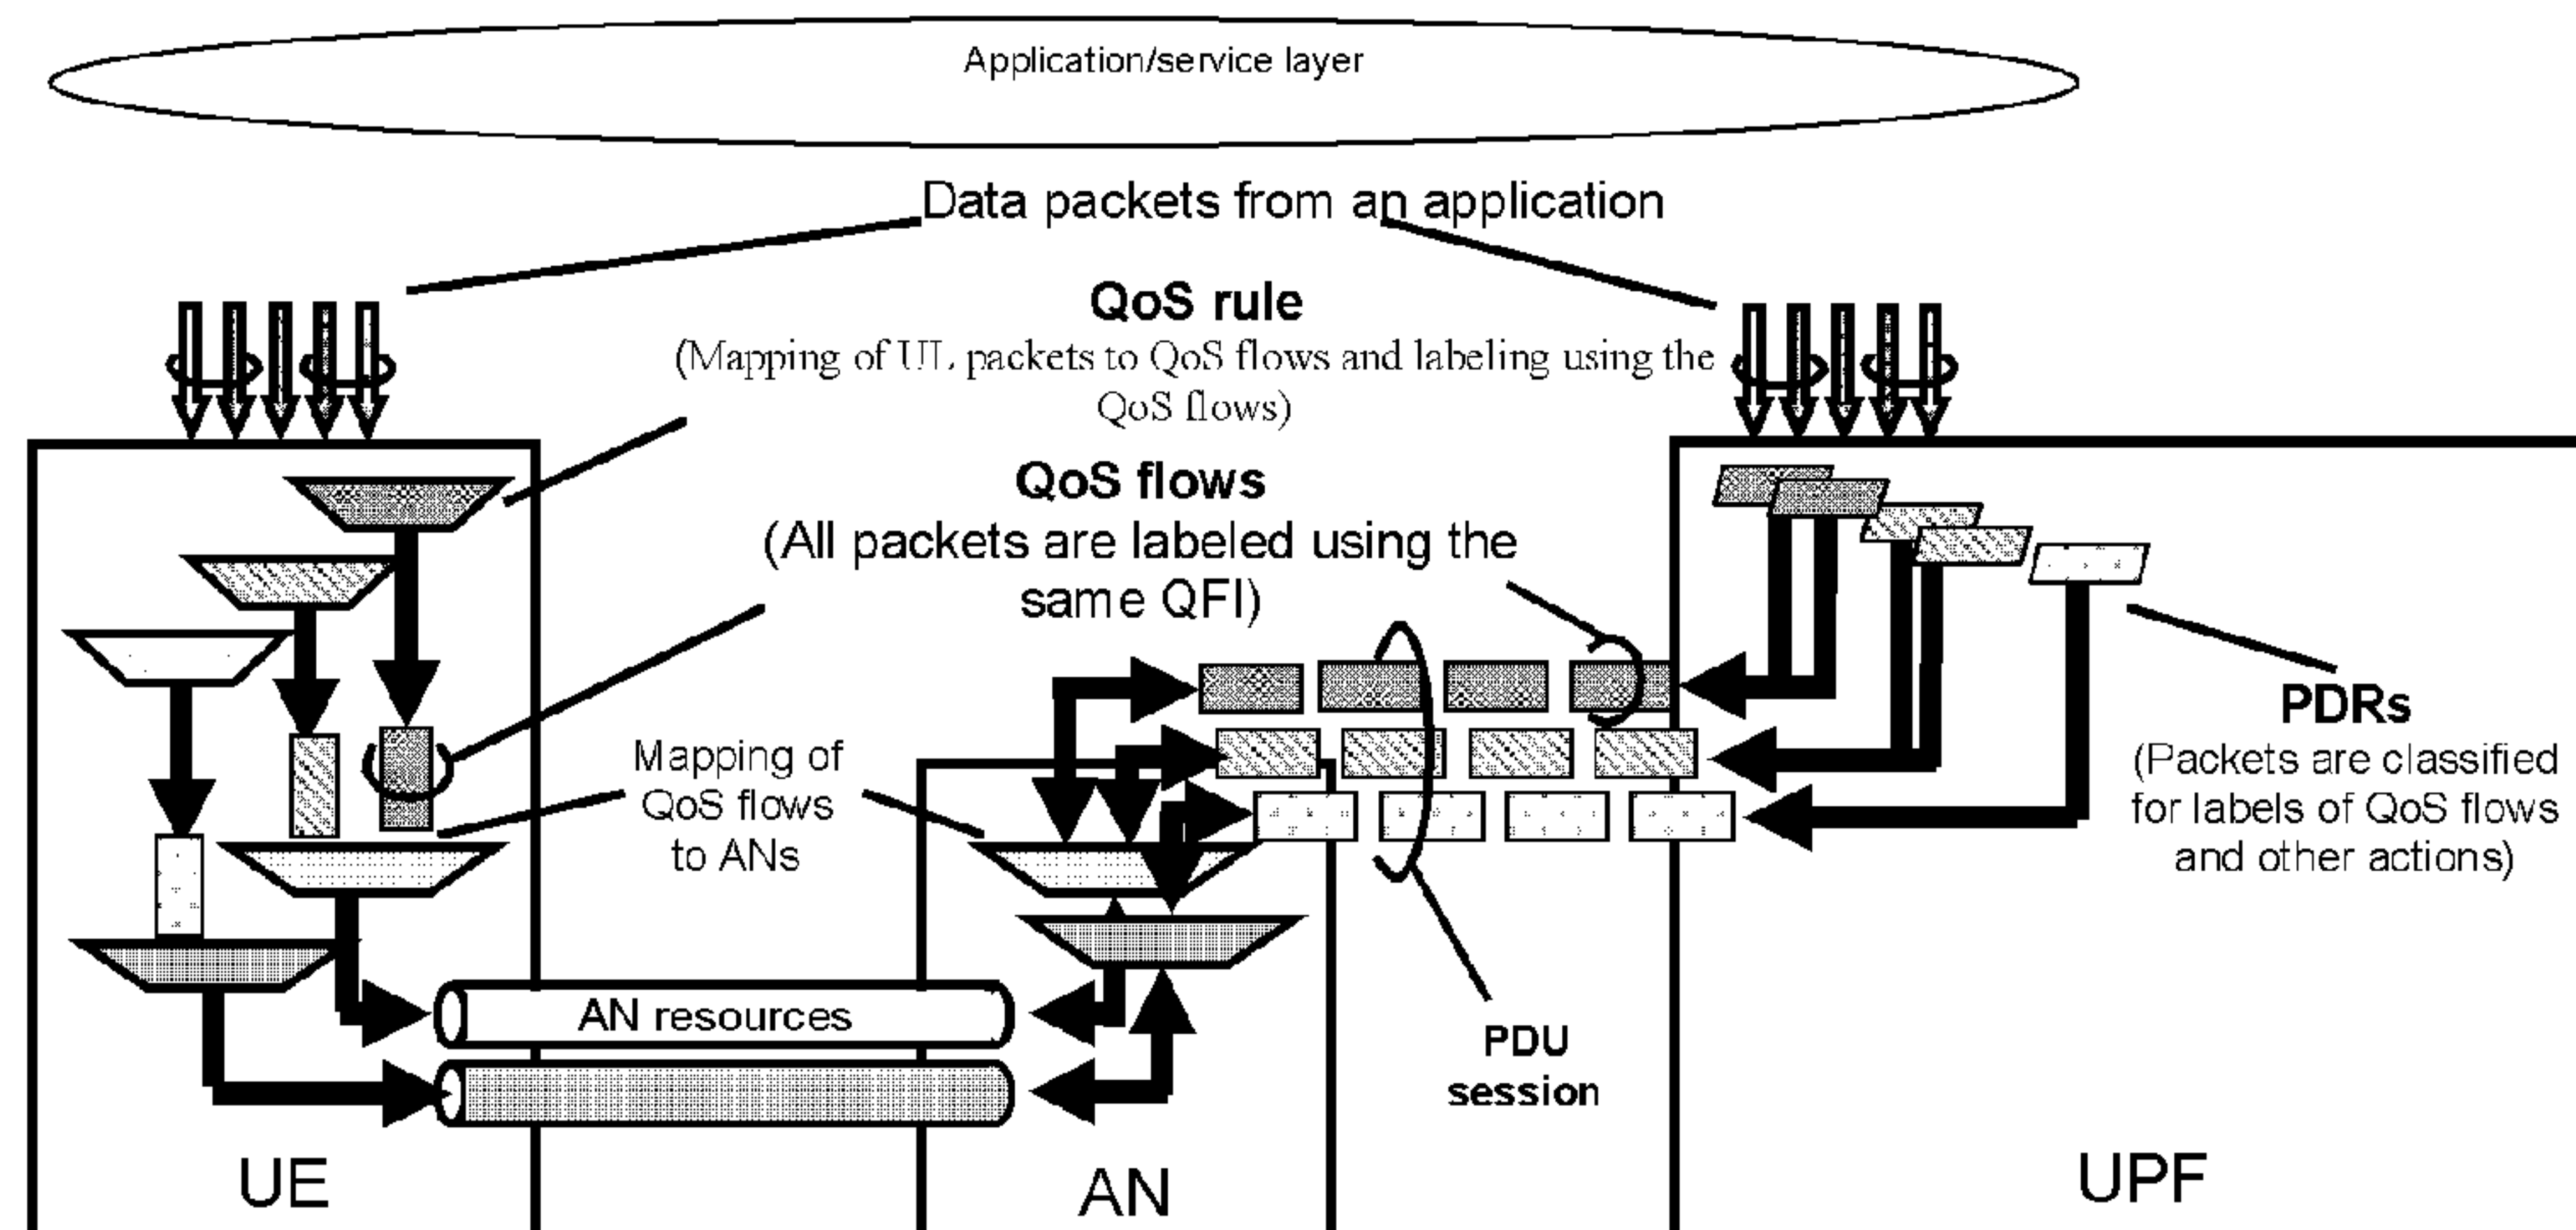 Application/service layer
Data packets from an application
QoS rule
(Mapping of UL packets to QoS flows and labeling using the
QoS flows)
QoS flows
(All packets are labeled using the
same QFI)
Mapping of
QoS flows
to ANs
PDRs
(Packets are classified
for labels of QoS flows
and other actions)
AN resources
PDU
session
UE
AN
UPF